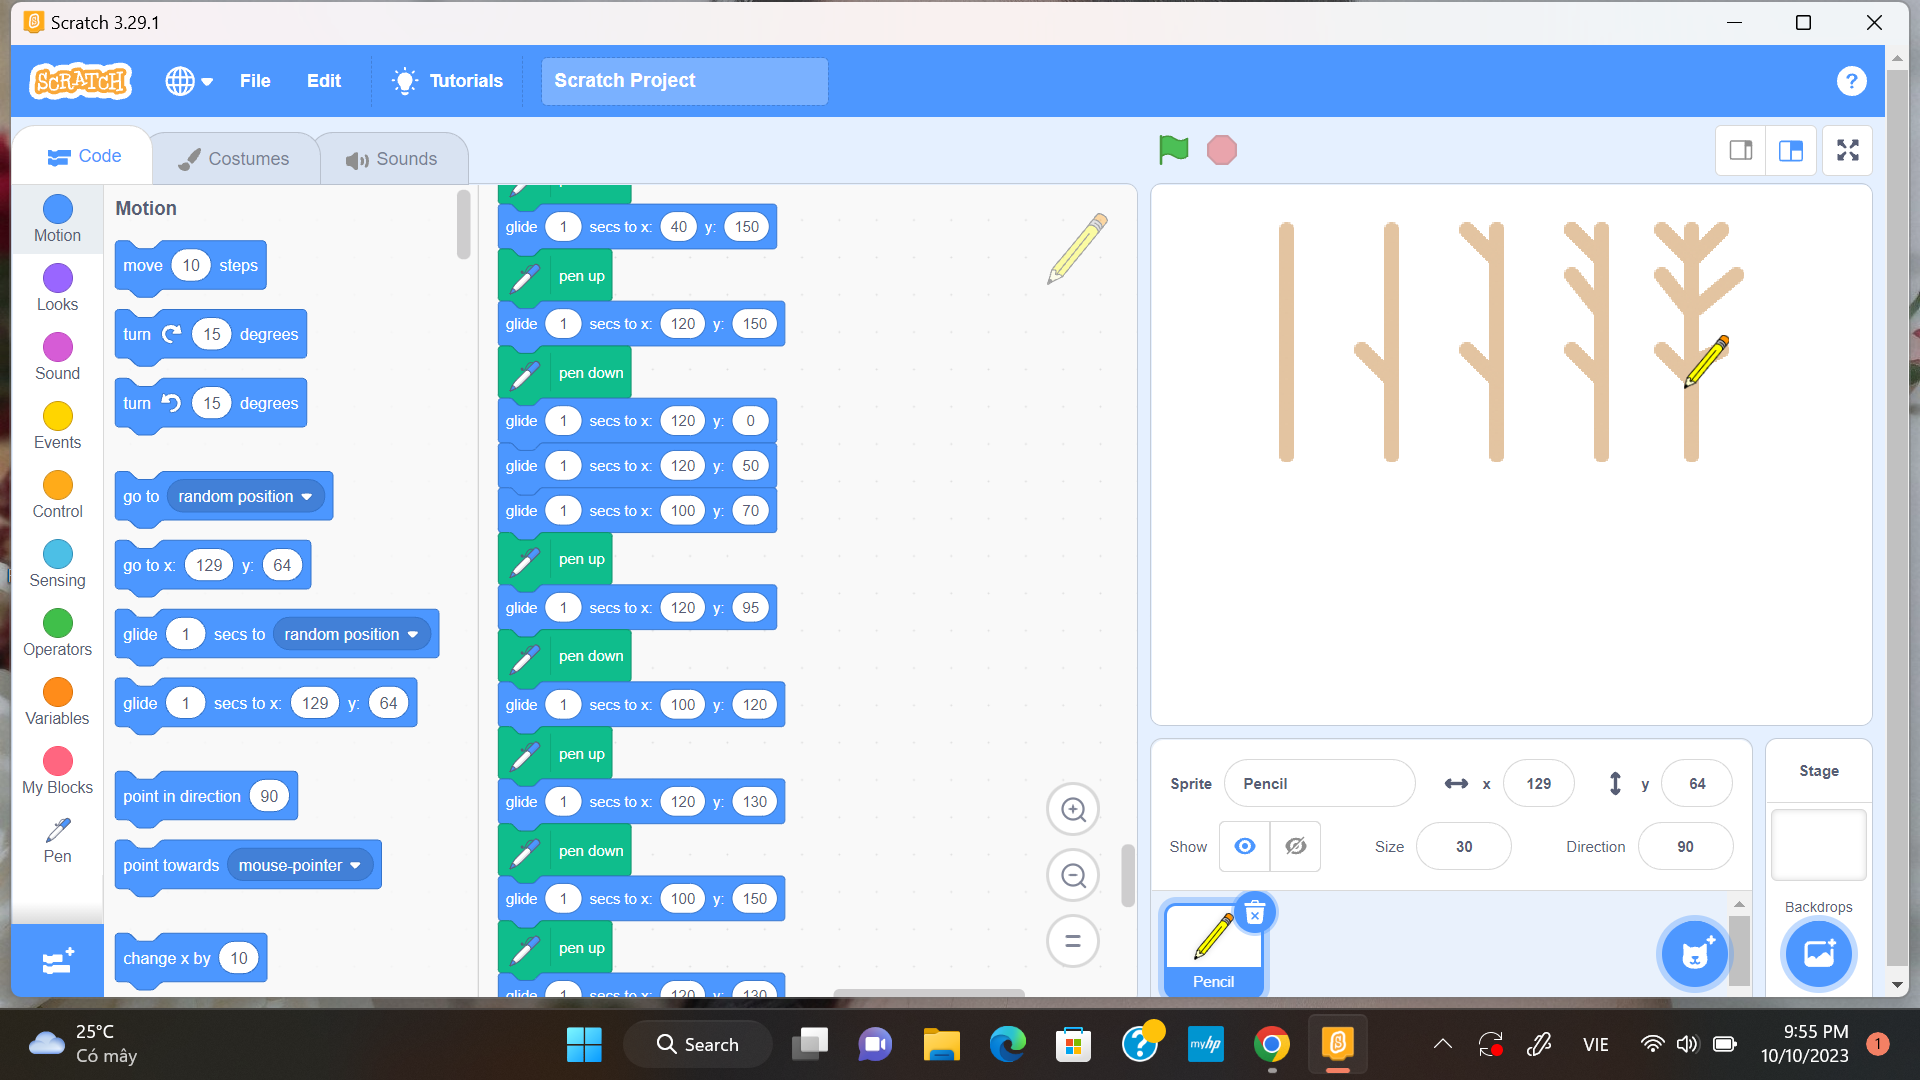 Scratch 3.29.1
SCRATCH
File
Edit
Tutorials
Scratch Project
?
Code
Costumes
Sounds
Motion
Looks
Sound
Events
Control
Sensing
Operators
Variables
My Blocks
Pen
Motion
move 10 steps
turn 15 degrees
turn 15 degrees
go to random position
go to x: 129 y: 64
glide 1 secs to random position
glide 1 secs to x: 129 y: 64
point in direction 90
point towards mouse-pointer
change x by 10
glide 1 secs to x: 40 y: 150
pen up
glide 1 secs to x: 120 y: 150
pen down
glide 1 secs to x: 120 y: 0
glide 1 secs to x: 120 y: 50
glide 1 secs to x: 100 y: 70
pen up
glide 1 secs to x: 120 y: 95
pen down
glide 1 secs to x: 100 y: 120
pen up
glide 1 secs to x: 120 y: 130
pen down
glide 1 secs to x: 100 y: 150
pen up
glide 1 secs to x: 120 y: 130
Sprite Pencil x 129 y 64
Show Size 30 Direction 90
Pencil
Stage
Backdrops
25°C
Có mây
Search
?
myhp
VIE
9:55 PM
10/10/2023
1